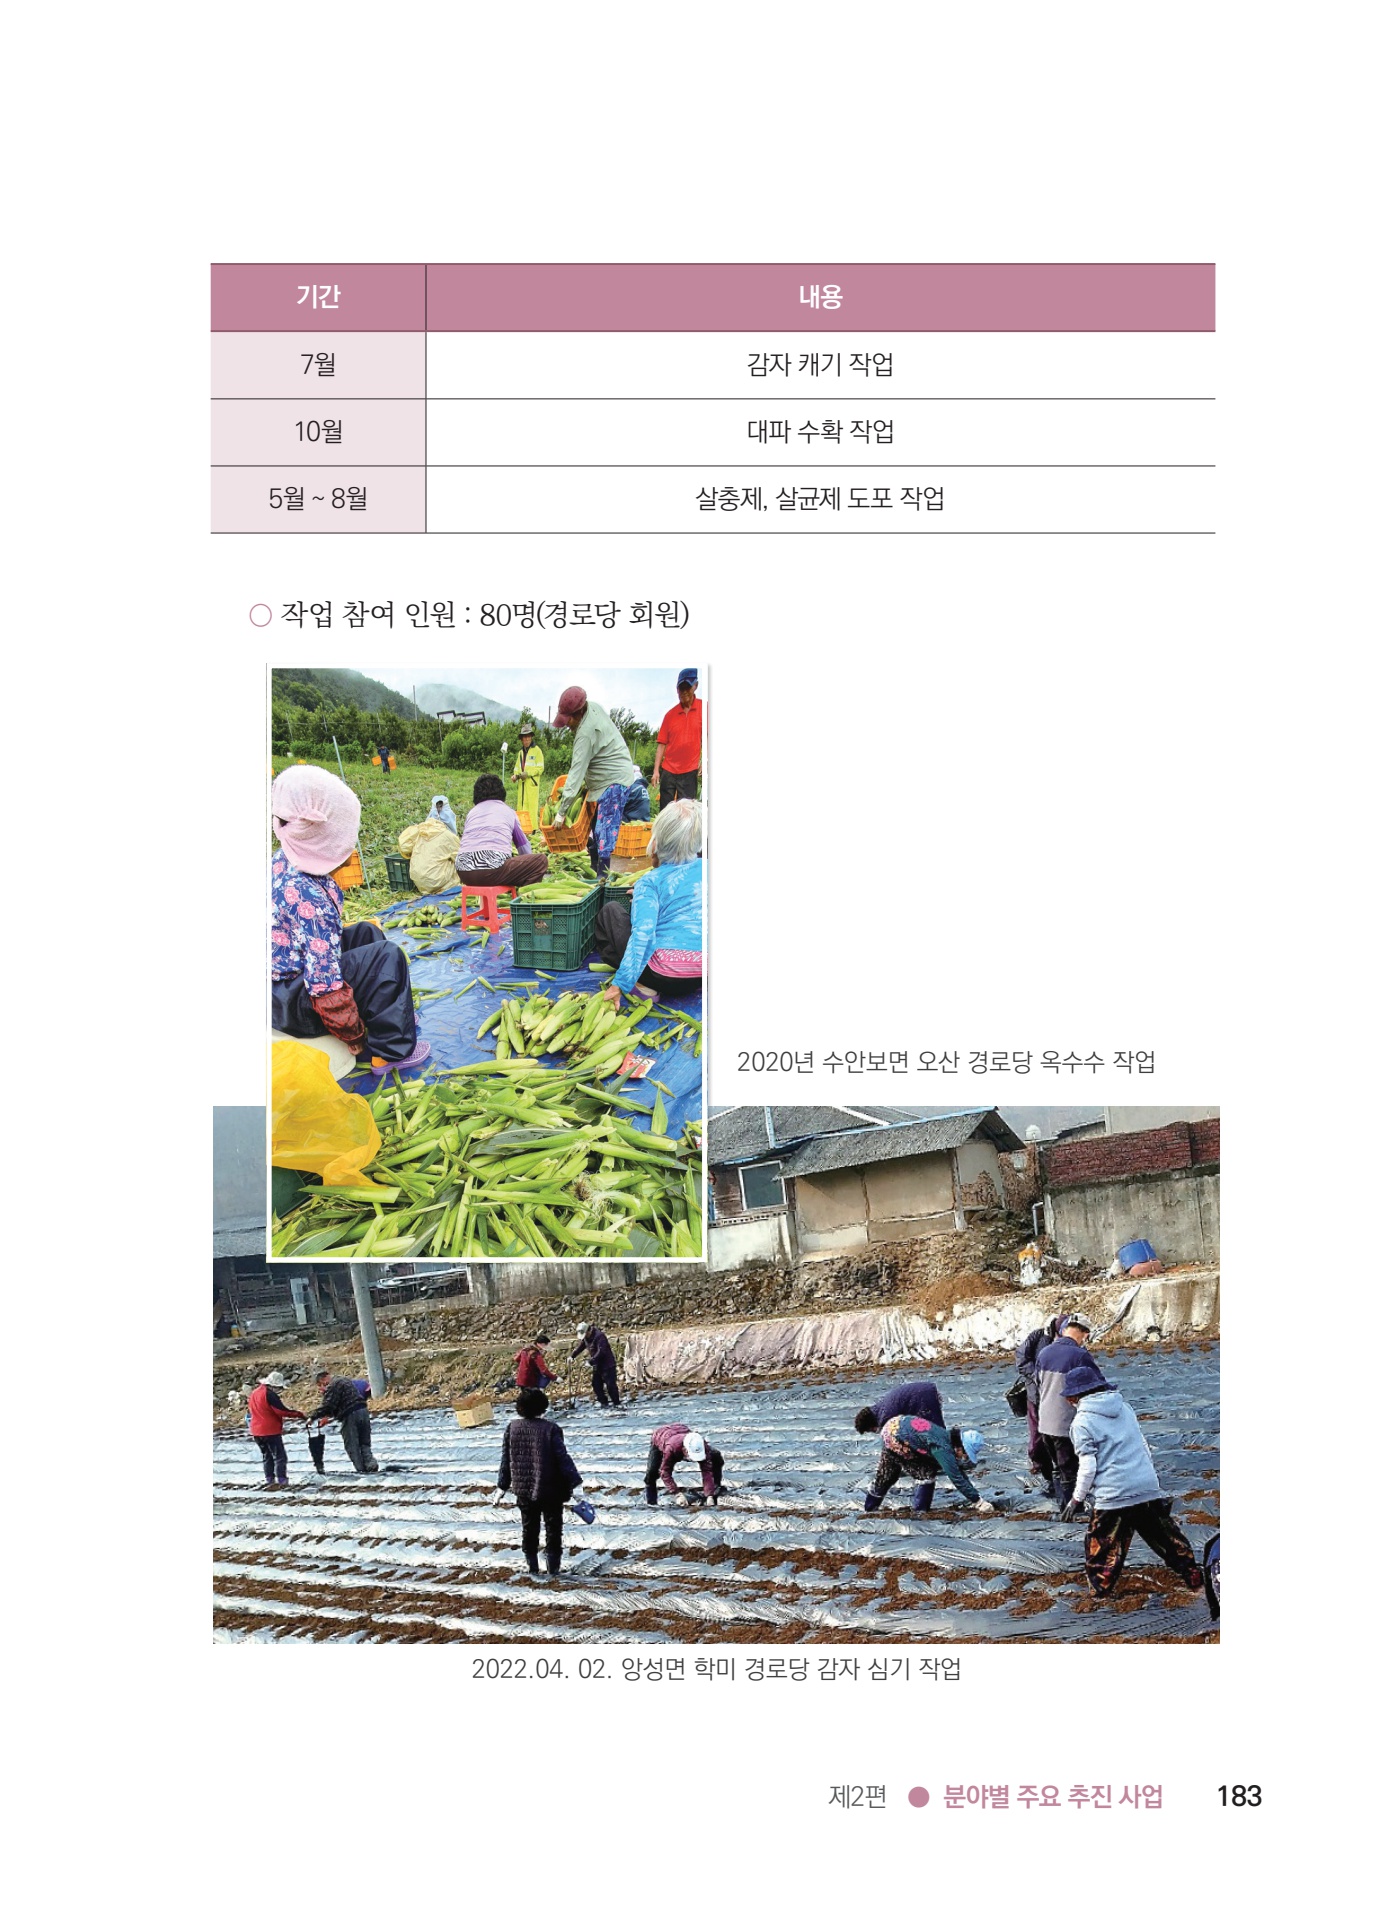 기간 내용
7월 감자 캐기 작업
10월 대파 수확 작업
5월 ~ 8월 살충제, 살균제 도포 작업
○ 작업 참여 인원 : 80명(경로당 회원)
2020년 수안보면 오산 경로당 옥수수 작업
2022.04. 02. 앙성면 학미 경로당 감자 심기 작업
제2편 ● 분야별 주요 추진 사업 183